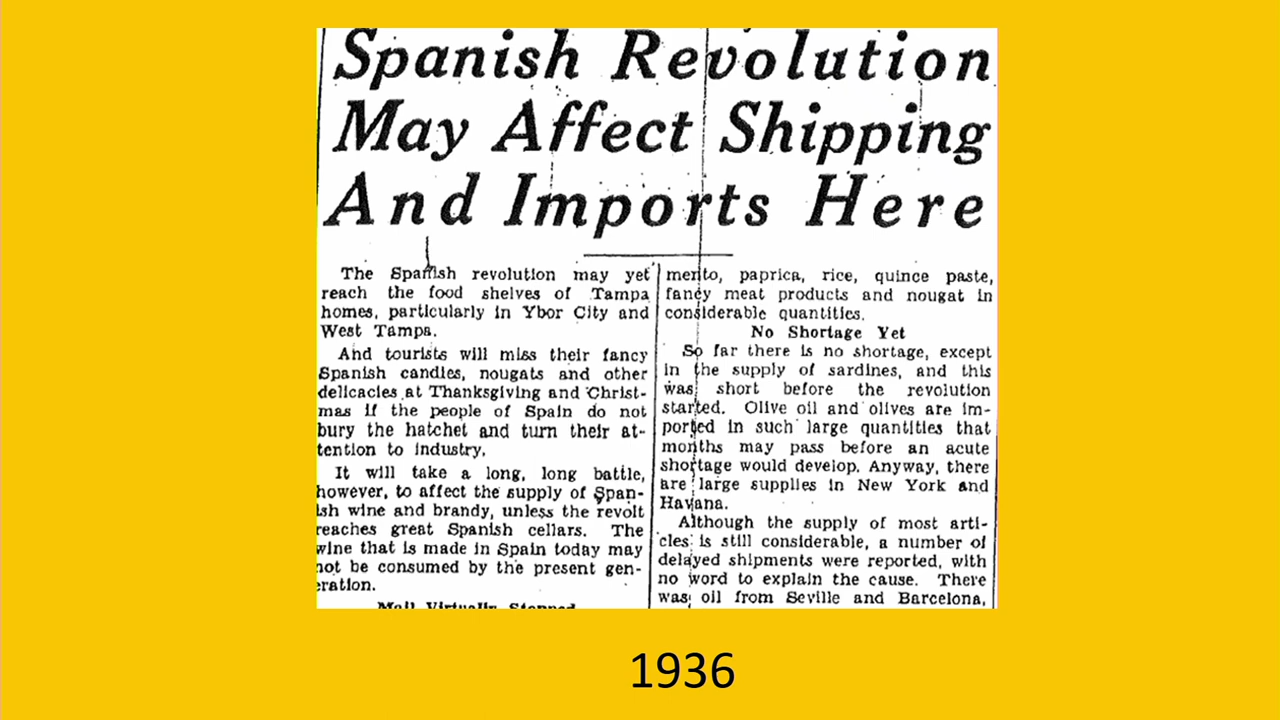 Spanish Revolution
May Affect Shipping
And Imports Here
The Spanish revolution may yet
reach the food shelves of Tampa
homes, particularly in Ybor City and
West Tampa.
And tourists will miss their fancy
Spanish candies, nougats and other
delicacies at Thanksgiving and Christ-
mas if the people of Spain do not
bury the hatchet and turn their at-
tention to industry.
It will take a long, long battle,
however, to affect the supply of Span-
ish wine and brandy, unless the revolt
reaches great Spanish cellars. The
wine that is made in Spain today may
not be consumed by the present gen-
eration.
Mail Virtually Stopped
mento, paprica, rice, quince paste,
fancy meat products and nougat in
considerable quantities.
No Shortage Yet
So far there is no shortage, except
in the supply of sardines, and this
was short before the revolution
started. Olive oil and olives are im-
ported in such large quantities that
months may pass before an acute
shortage would develop. Anyway, there
are large supplies in New York and
Havana.
Although the supply of most arti-
cles is still considerable, a number of
delayed shipments were reported, with
no word to explain the cause. There
was oil from Seville and Barcelona,
1936